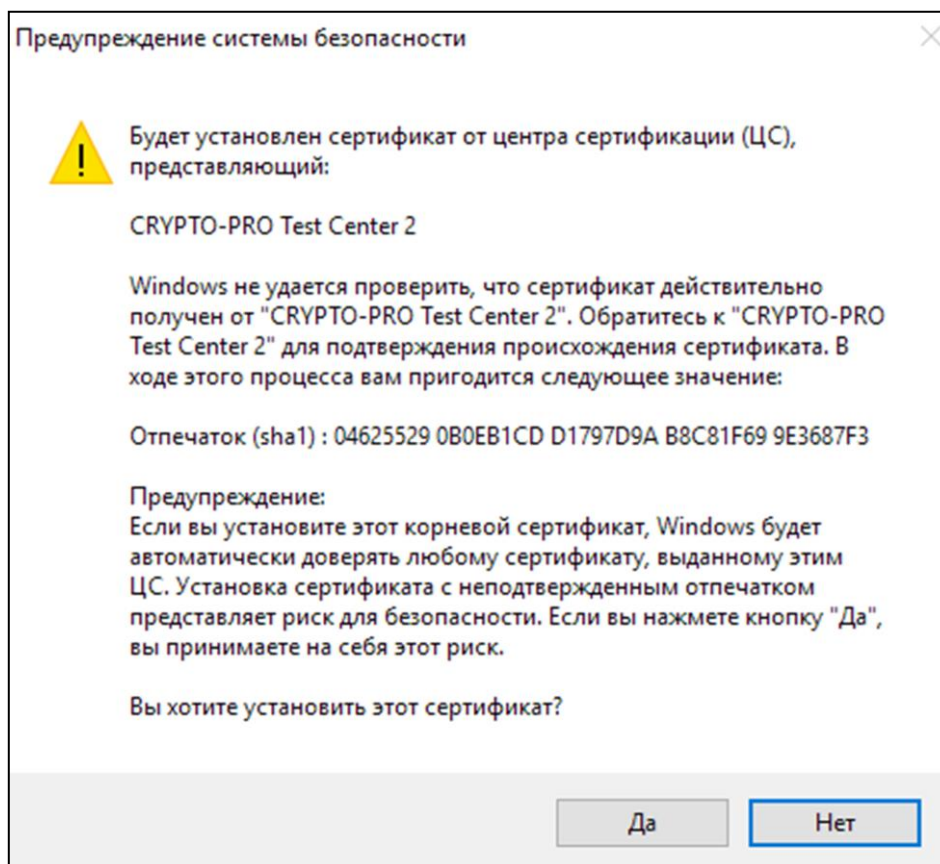 Предупреждение системы безопасности
Будет установлен сертификат от центра сертификации (ЦС),
представляющий:
CRYPTO-PRO Test Center 2
Windows не удается проверить, что сертификат действительно
получен от "CRYPTO-PRO Test Center 2". Обратитесь к "CRYPTO-PRO
Test Center 2" для подтверждения происхождения сертификата. В
ходе этого процесса вам пригодится следующее значение:
Отпечаток (sha1) : 04625529 0B0EB1CD D1797D9A B8C81F69 9E3687F3
Предупреждение:
Если вы установите этот корневой сертификат, Windows будет
автоматически доверять любому сертификату, выданному этим
ЦС. Установка сертификата с неподтвержденным отпечатком
представляет риск для безопасности. Если вы нажмете кнопку "Да",
вы принимаете на себя этот риск.
Вы хотите установить этот сертификат?
Да
Нет